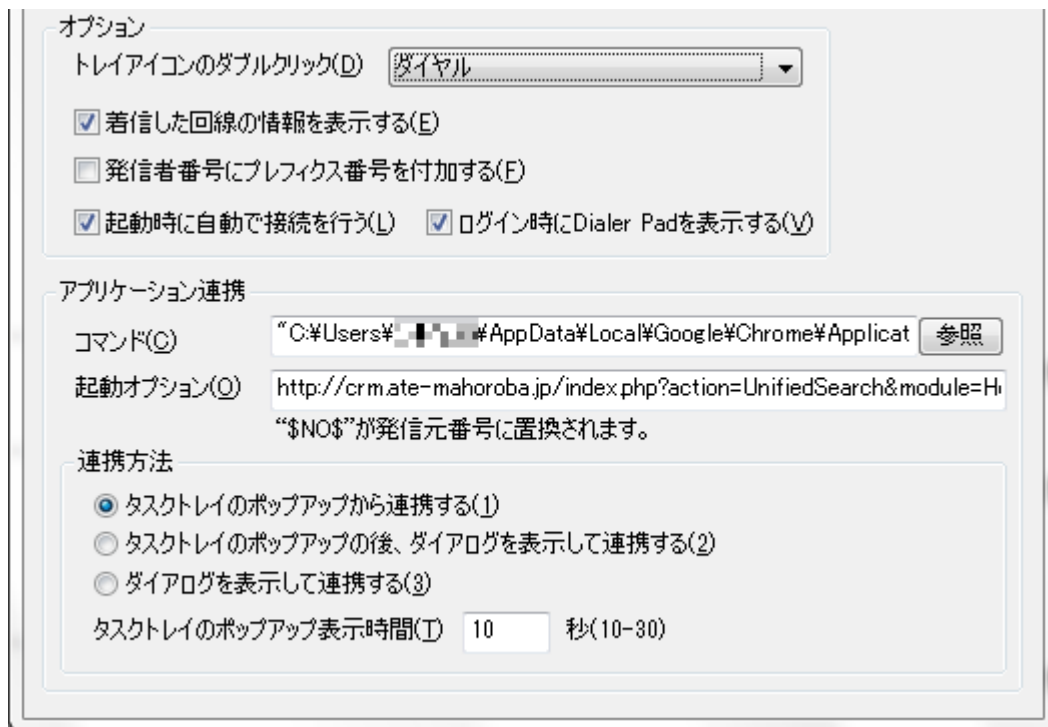 オプション
トレイアイコンのダブルクリック(D) ダイヤル
着信した回線の情報を表示する(E)
発信者番号にプレフィクス番号を付加する(F)
起動時に自動で接続を行う(L) ログイン時にDialer Padを表示する(V)
アプリケーション連携
コマンド(C) "C:¥Users¥ ¥AppData¥Local¥Google¥Chrome¥Applicat 参照
起動オプション(O) http://crm.ate-mahoroba.jp/index.php?action=UnifiedSearch&module=H
"$NO$"が発信元番号に置換されます。
連携方法
タスクトレイのポップアップから連携する(1)
タスクトレイのポップアップの後、ダイアログを表示して連携する(2)
ダイアログを表示して連携する(3)
タスクトレイのポップアップ表示時間(T) 10 秒(10-30)